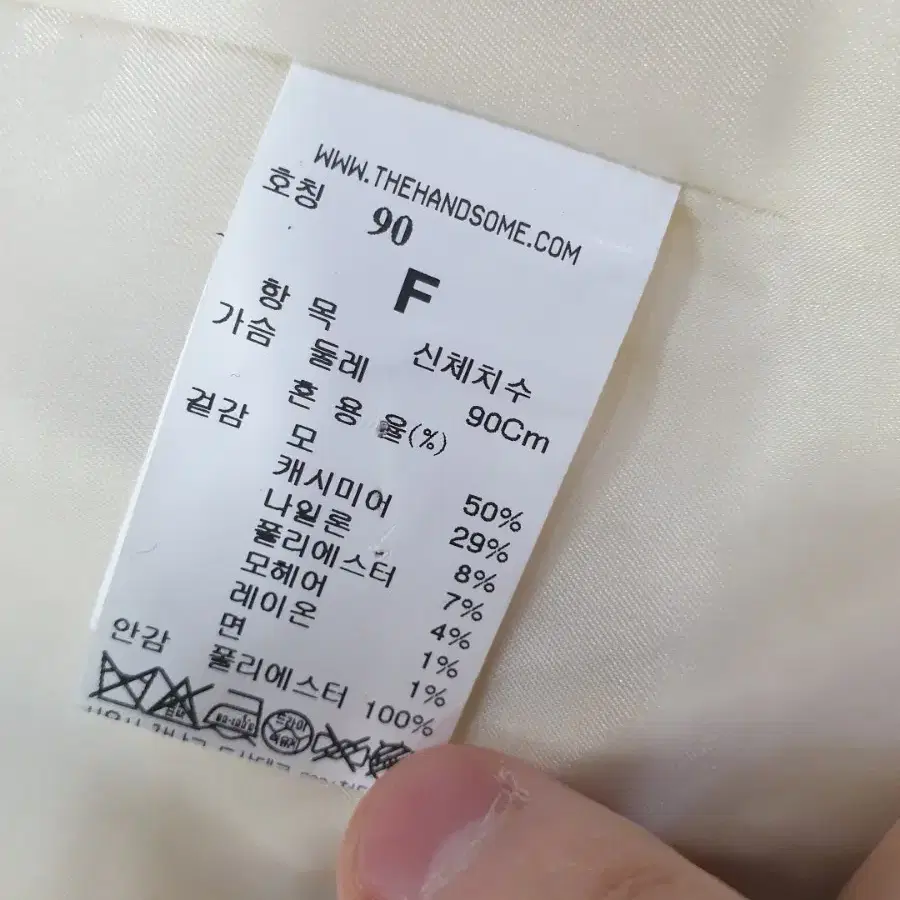 WWW.THEHANDSOME.COM
호칭 90
F
항 목 신체치수
가슴 둘레 90Cm
혼 용 율(%)
겉감 모 50%
캐시미어 29%
나일론 8%
폴리에스터 7%
모헤어 4%
레이온 1%
면 1%
안감 폴리에스터 100%
드라이